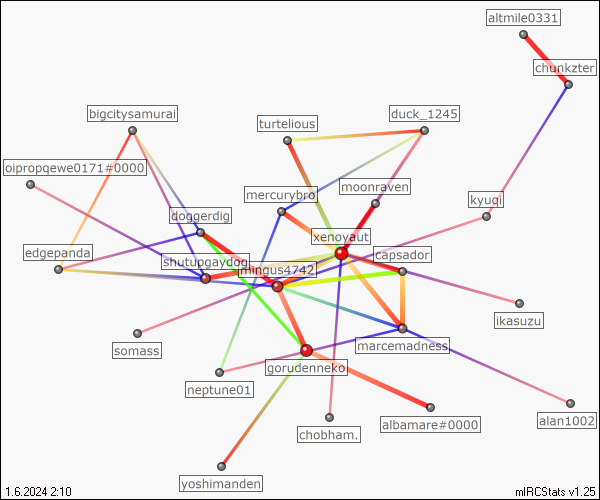 altmile0331
chunkzter
bigcitysamurai
duck_1245
turtelious
oipropqewe0171#0000
moonraven
mercurybro
kyuqi
doggerdig
xenoyaut
edgepanda
capsador
shutupgaydog
mingus4742
ikasuzu
somass
marcemadness
gorudenneko
neptune01
albamare#0000
alan1002
chobham.
yoshimanden
1.6.2024 2:10
mIRCStats v1.25